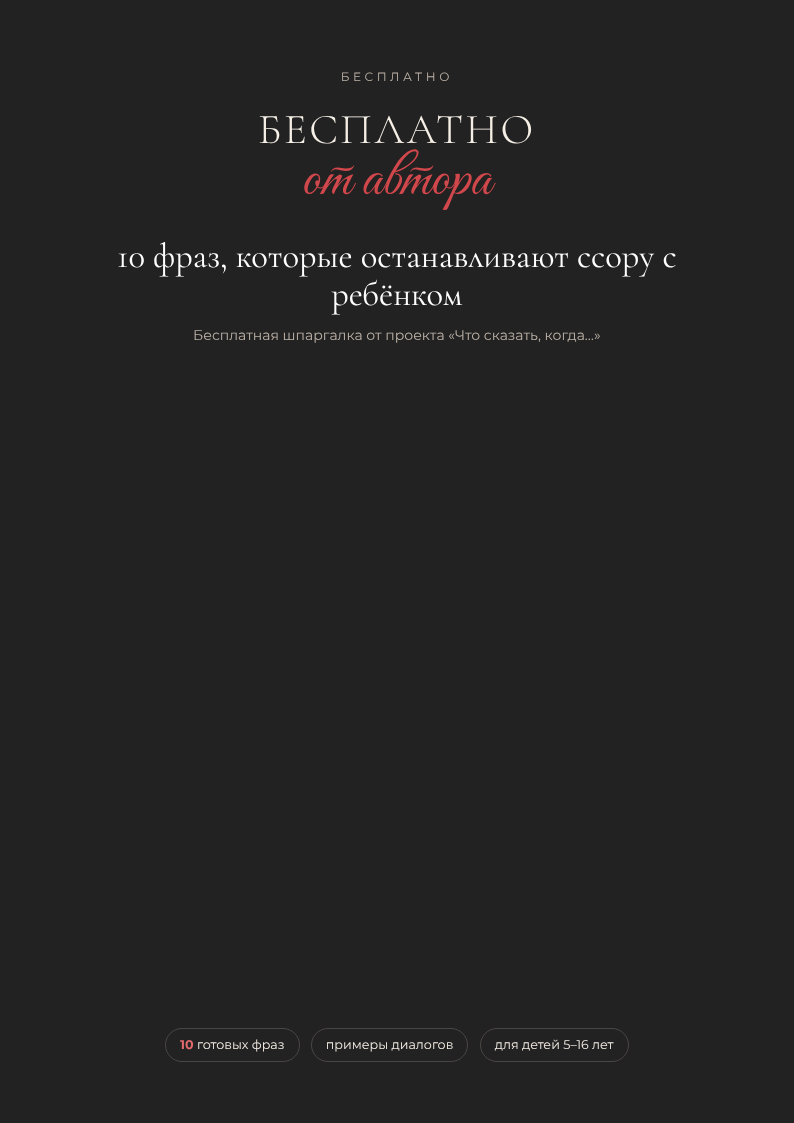 БЕСПЛАТНО
БЕСПЛАТНО
от автора
10 фраз, которые останавливают ссору с
ребёнком
Бесплатная шпаргалка от проекта «Что сказать, когда…»
10 готовых фраз
примеры диалогов
для детей 5–16 лет